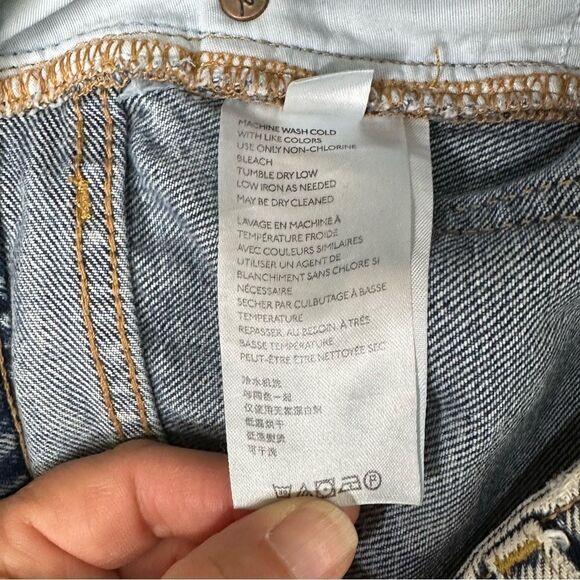 MACHINE WASH COLD
WITH LIKE COLORS
USE ONLY NON-CHLORINE
BLEACH
TUMBLE DRY LOW
LOW IRON AS NEEDED
MAY BE DRY CLEANED
LAVAGE EN MACHINE À
TEMPÉRATURE FROIDE
AVEC COULEURS SIMILAIRES
UTILISER UN AGENT DE
BLANCHIMENT SANS CHLORE SI
NÉCESSAIRE
SECHER PAR CULBUTAGE À BASSE
TEMPERATURE
REPASSER AU BESOIN À TRÈS
BASSE TEMPÉRATURE
PEUT-ÊTRE ÊTRE NETTOYÉE SEC
冷水机洗
与同色一起
仅使用无氯漂白剂
低温烘干
低温熨烫
可干洗
P